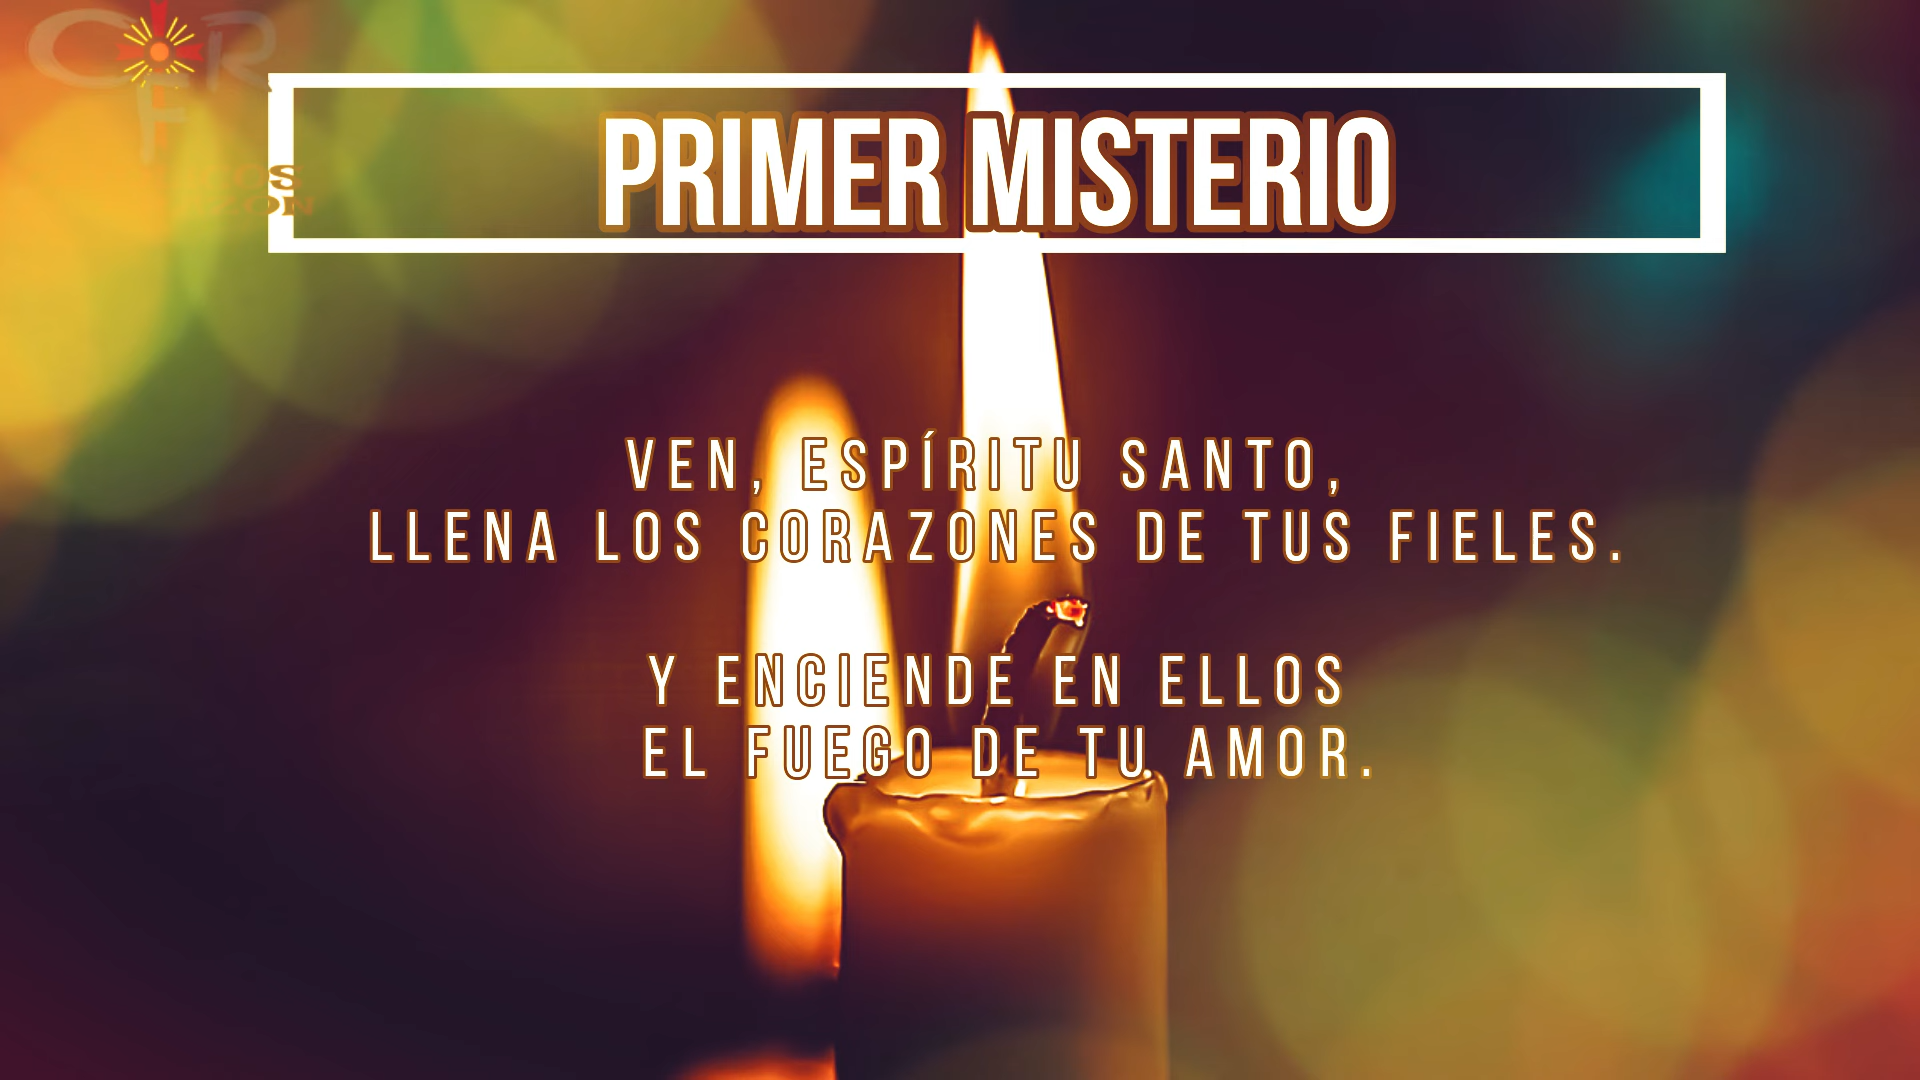 PRIMER MISTERIO
VEN, ESPÍRITU SANTO,
LLENA LOS CORAZONES DE TUS FIELES.
Y ENCIENDE EN ELLOS
EL FUEGO DE TU AMOR.